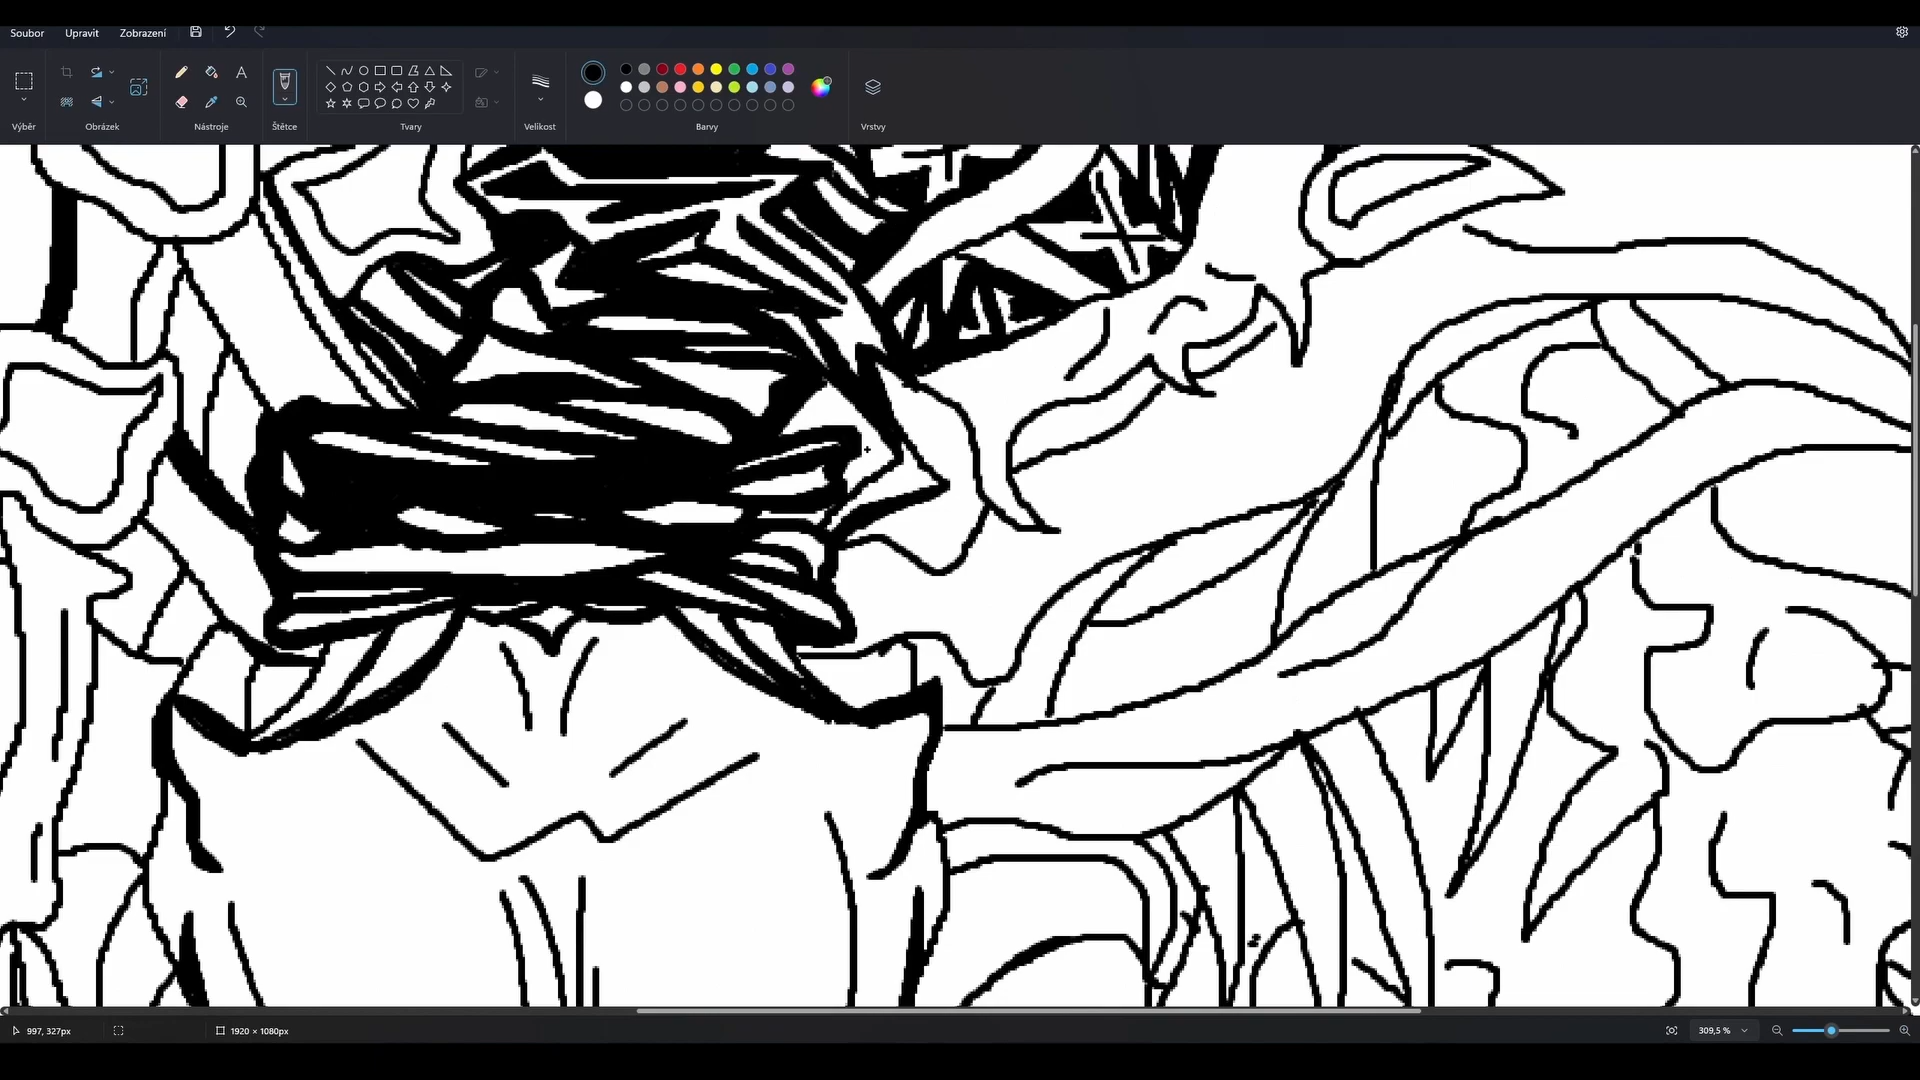 Soubor Upravit Zobrazení
Výběr Obrázek Nástroje Štětce Tvary Velikost Barvy Vrstvy
997, 327px 1920 × 1080px 309,5 %